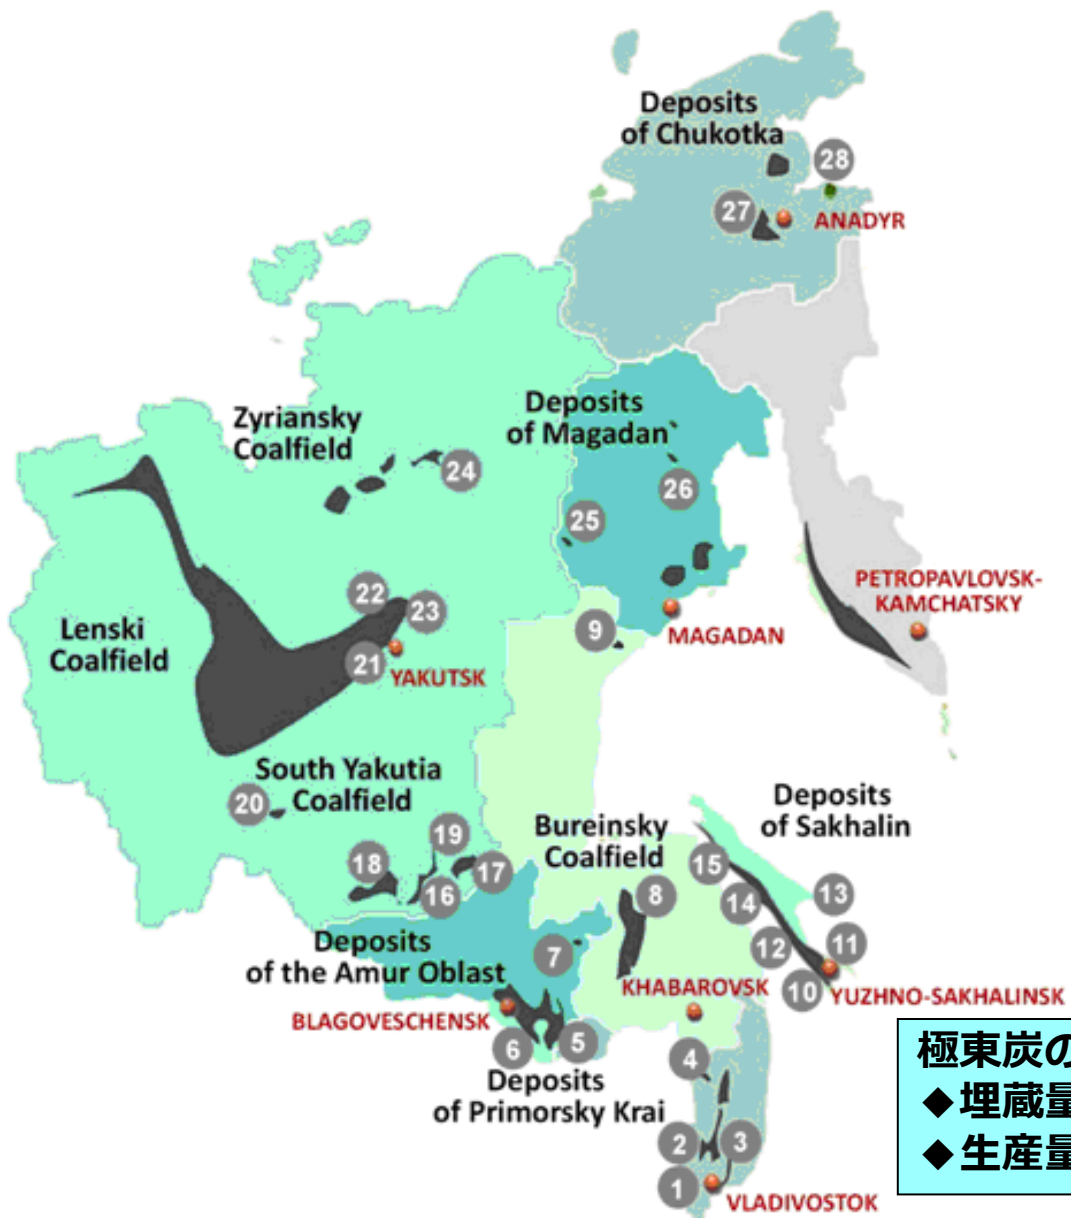 Deposits
of Chukotka
28
27
ANADYR
Zyriansky
Coalfield
Deposits
of Magadan
24
26
25
PETROPAVLOVSK-
KAMCHATSKY
22
23
9
MAGADAN
Lenski
Coalfield
21
YAKUTSK
South Yakutia
Coalfield
20
Deposits
of Sakhalin
Bureinsky
Coalfield
19
18
17
16
15
14
13
8
Deposits
of the Amur Oblast
7
12
11
10
KHABAROVSK
YUZHNO-SAKHALINSK
BLAGOVESCHENSK
6
5
4
Deposits
of Primorsky Krai
2
3
1
VLADIVOSTOK
極東炭の
◆埋蔵量
◆生産量